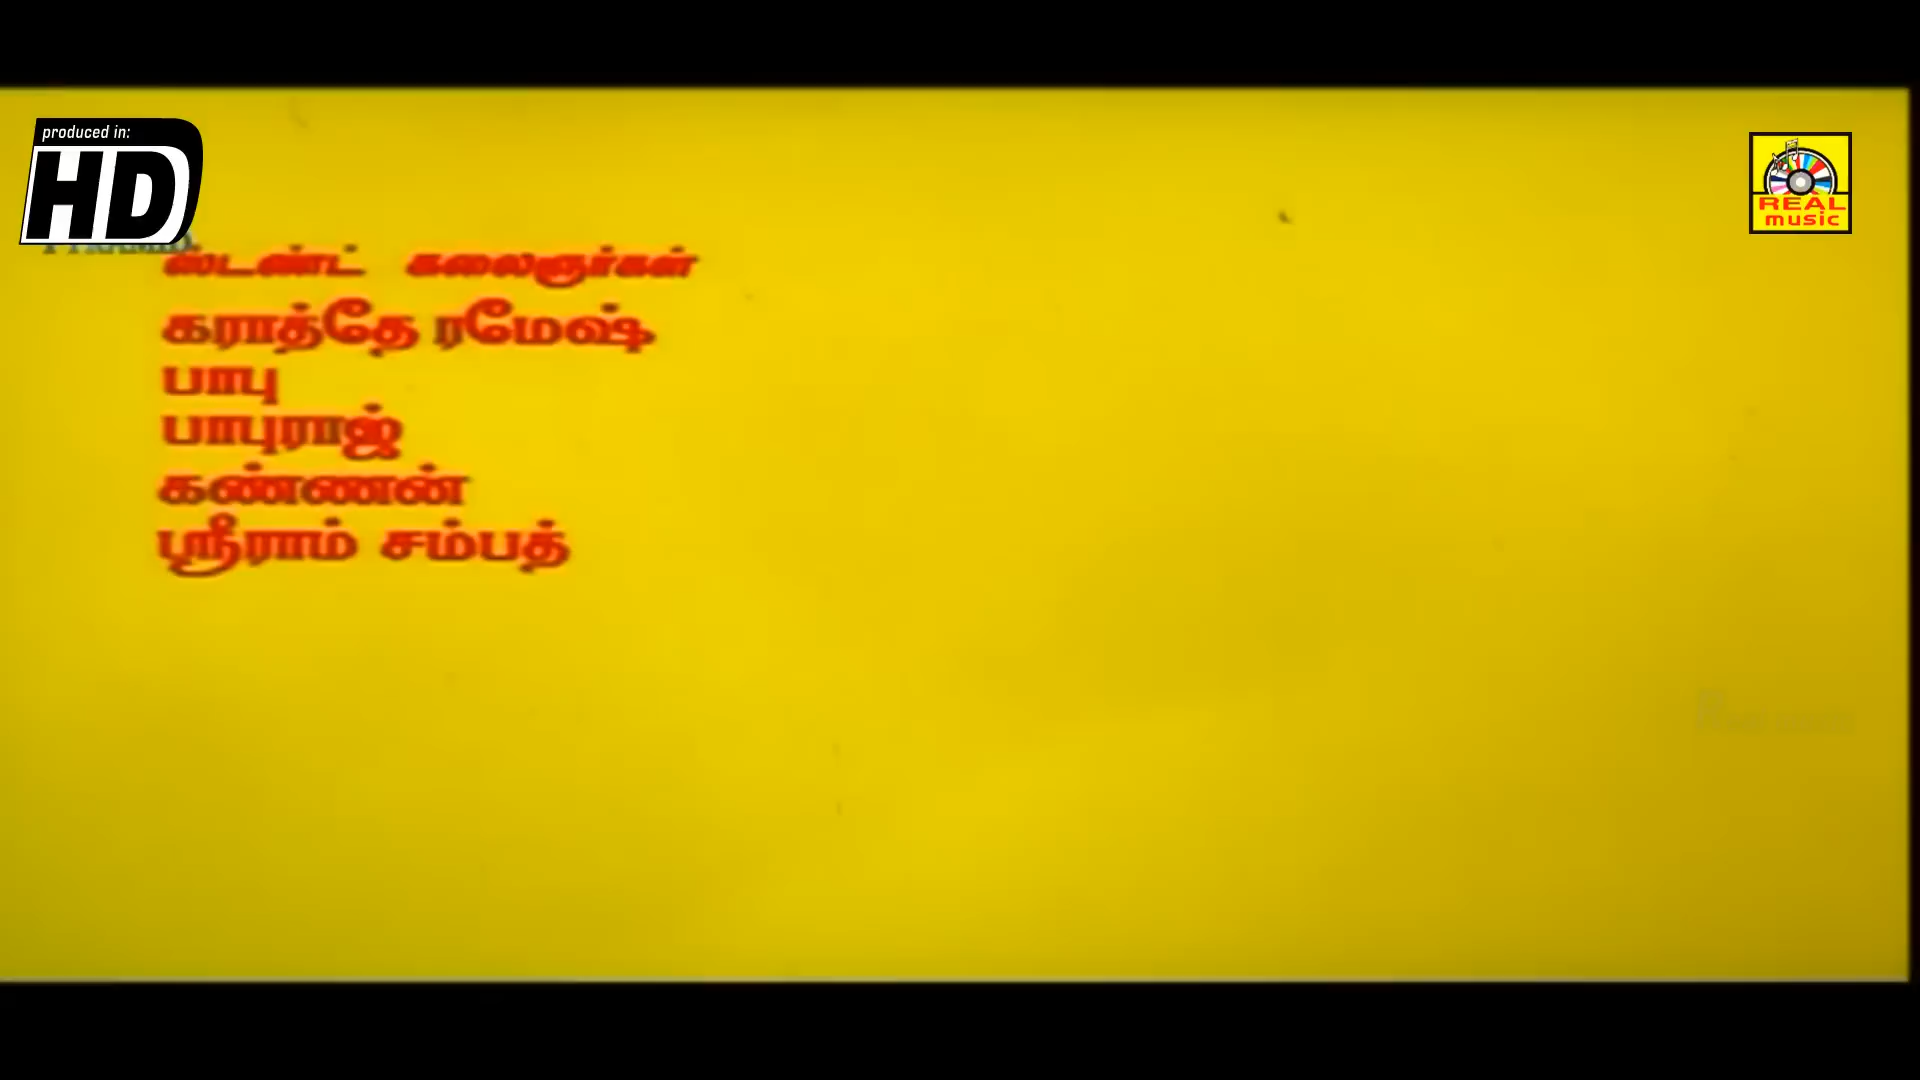 produced in:
HD
REAL
music
ஸ்டண்ட் கலைஞர்கள்
கராத்தே ரமேஷ்
பாபு
பாபுராஜ்
கண்ணன்
ஸ்ரீராம் சம்பத்